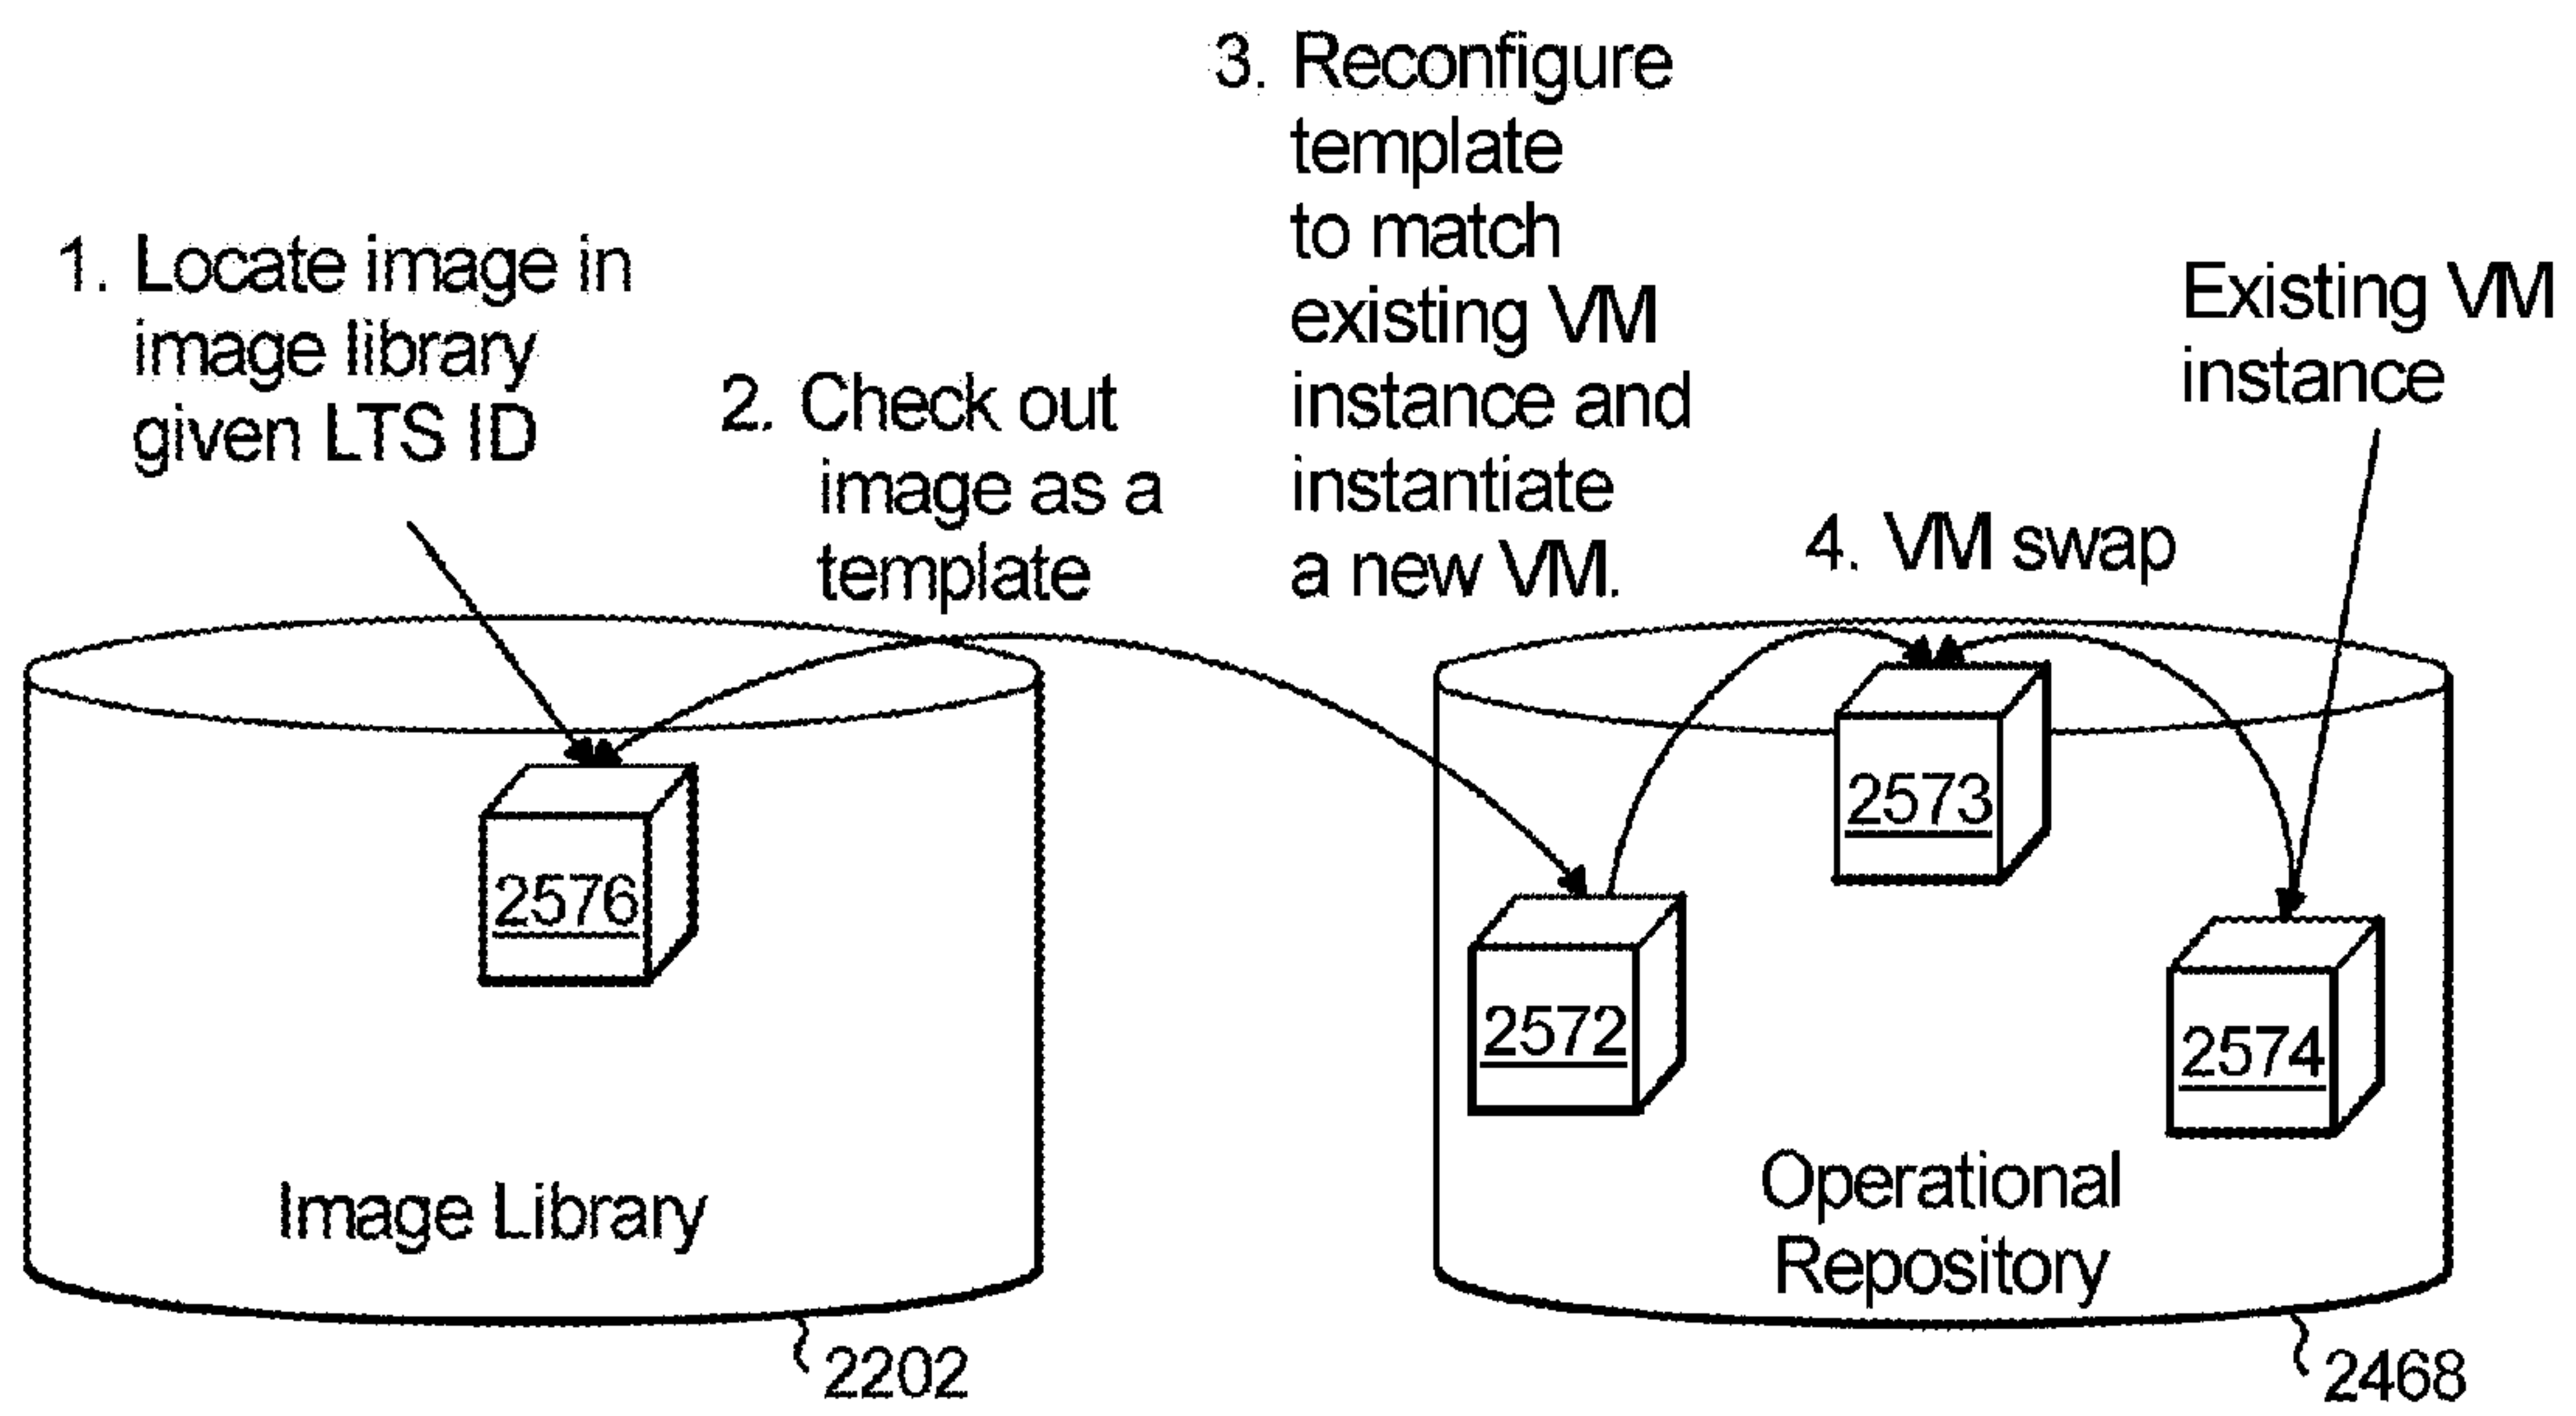 1. Locate image in
image library
given LTS ID
2. Check out
image as a
template
3. Reconfigure
template
to match
existing VM
instance and
instantiate
a new VM.
4. VM swap
Existing VM
instance
2576
2573
2572
2574
Image Library
Operational
Repository
2202
2468